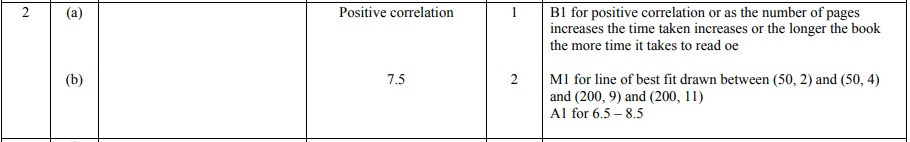 2 (a) Positive correlation 1 B1 for positive correlation or as the number of pages
increases the time taken increases or the longer the book
the more time it takes to read oe
(b) 7.5 2 M1 for line of best fit drawn between (50, 2) and (50, 4)
and (200, 9) and (200, 11)
A1 for 6.5 – 8.5